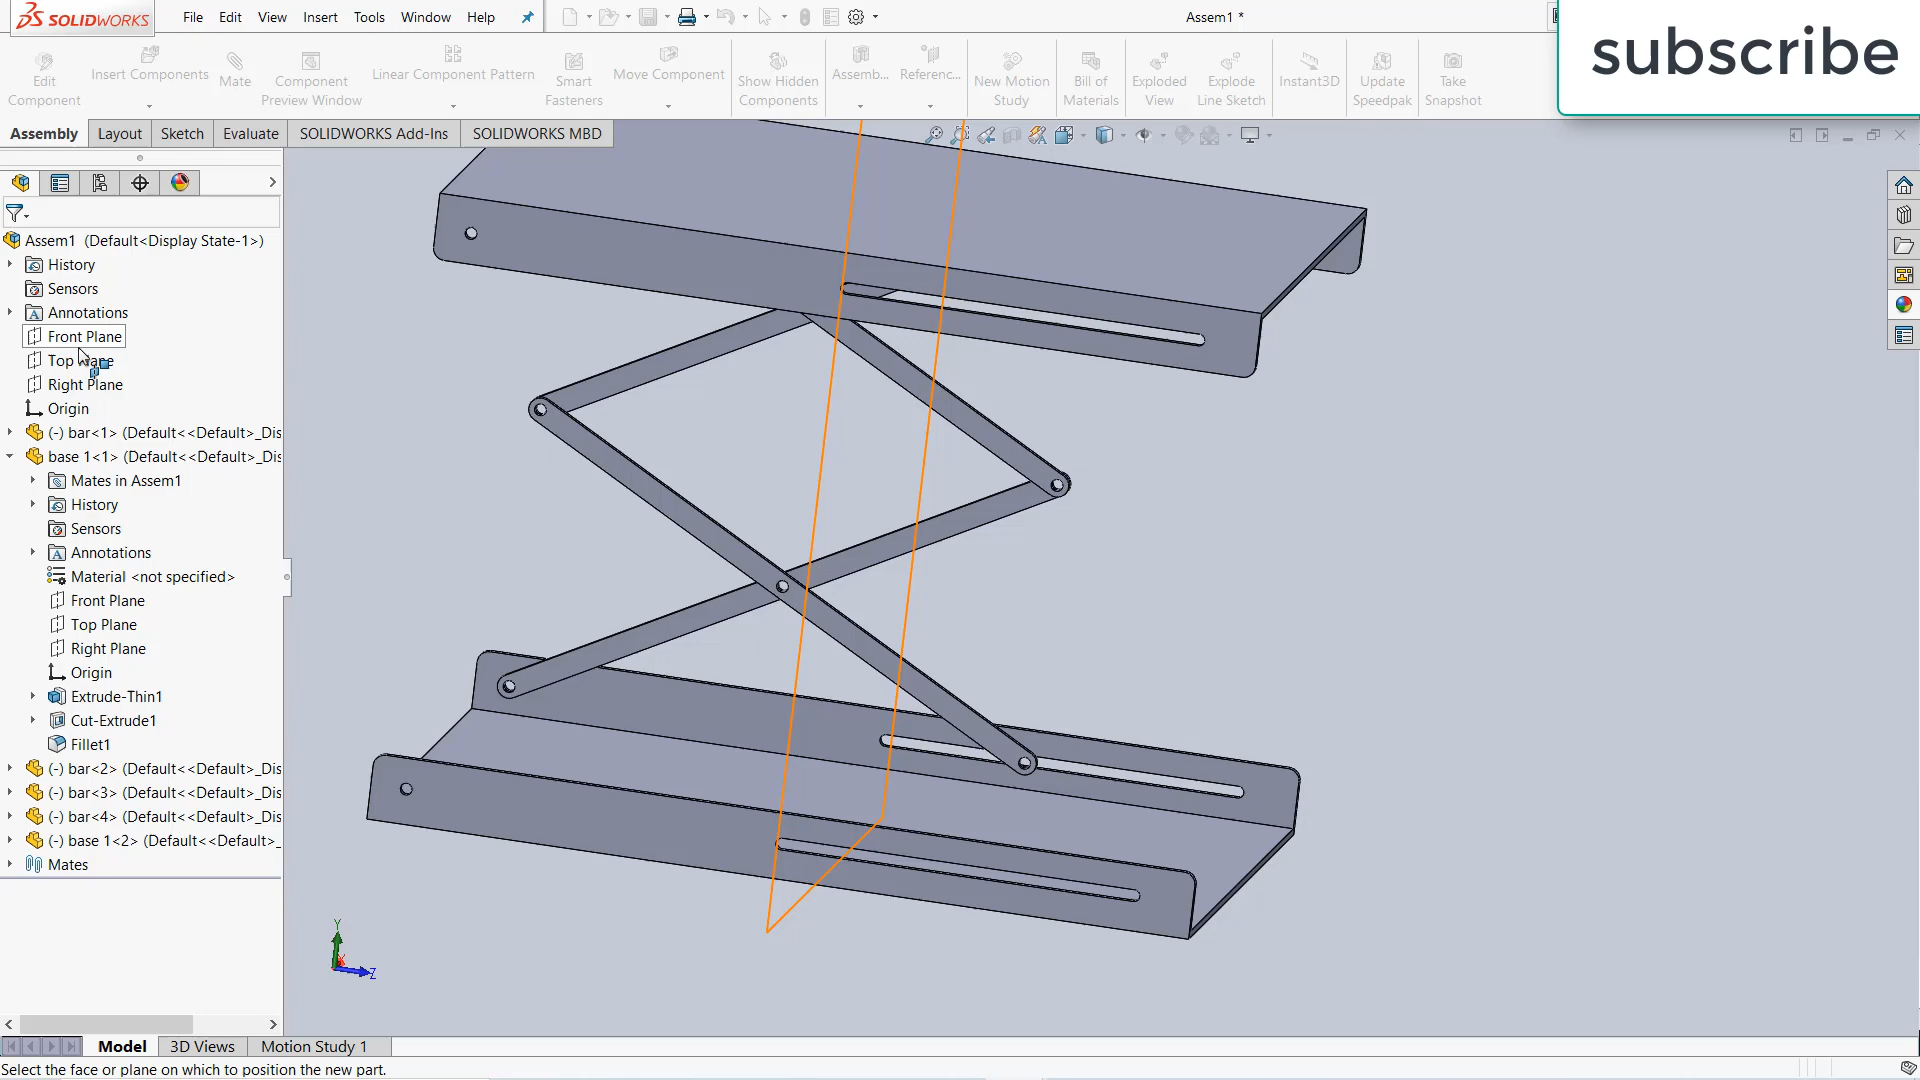 SOLIDWORKS
File Edit View Insert Tools Window Help
Assem1 *
subscribe
Edit Component
Insert Components
Mate
Component Preview Window
Linear Component Pattern
Smart Fasteners
Move Component
Show Hidden Components
Assemb...
Referenc...
New Motion Study
Bill of Materials
Exploded View
Explode Line Sketch
Instant3D
Update Speedpak
Take Snapshot
Assembly Layout Sketch Evaluate SOLIDWORKS Add-Ins SOLIDWORKS MBD
Assem1 (Default<Display State-1>)
History
Sensors
Annotations
Front Plane
Top Plane
Right Plane
Origin
(-) bar<1> (Default<<Default>_Dis
base 1<1> (Default<<Default>_Dis
Mates in Assem1
History
Sensors
Annotations
Material <not specified>
Front Plane
Top Plane
Right Plane
Origin
Extrude-Thin1
Cut-Extrude1
Fillet1
(-) bar<2> (Default<<Default>_Dis
(-) bar<3> (Default<<Default>_Dis
(-) bar<4> (Default<<Default>_Dis
(-) base 1<2> (Default<<Default>_
Mates
Y
X
Z
Model 3D Views Motion Study 1
Select the face or plane on which to position the new part.